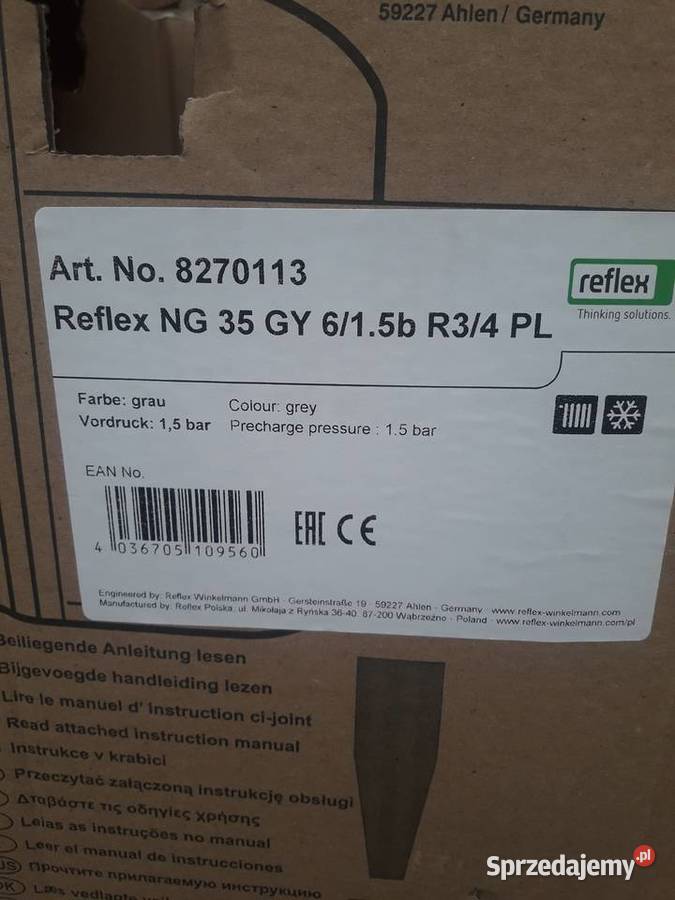 59227 Ahlen / Germany
Art. No. 8270113
Reflex NG 35 GY 6/1.5b R3/4 PL
reflex
Thinking solutions.
Farbe: grau
Vordruck: 1,5 bar
Colour: grey
Precharge pressure : 1.5 bar
EAN No.
4 036705 109560
EAC CE
Engineered by: Reflex Winkelmann GmbH · Gersteinstraße 19 · 59227 Ahlen · Germany · www.reflex-winkelmann.com
Manufactured by: Reflex Polska, ul. Mikołaja z Ryńska 36-40, 87-200 Wąbrzeźno · Poland · www.reflex-winkelmann.com/pl
Beiliegende Anleitung lesen
Bijgevoegde handleiding lezen
Lire le manuel d' instruction ci-joint
Read attached instruction manual
Instrukce v krabici
Przeczytać załączoną instrukcję obsługi
Διαβάστε τις οδηγίες χρήσης
Leias as instruções no manual
Leer el manual de instrucciones
Прочтите прилагаемую инструкцию
Læs vedlagte
Sprzedajemy.pl